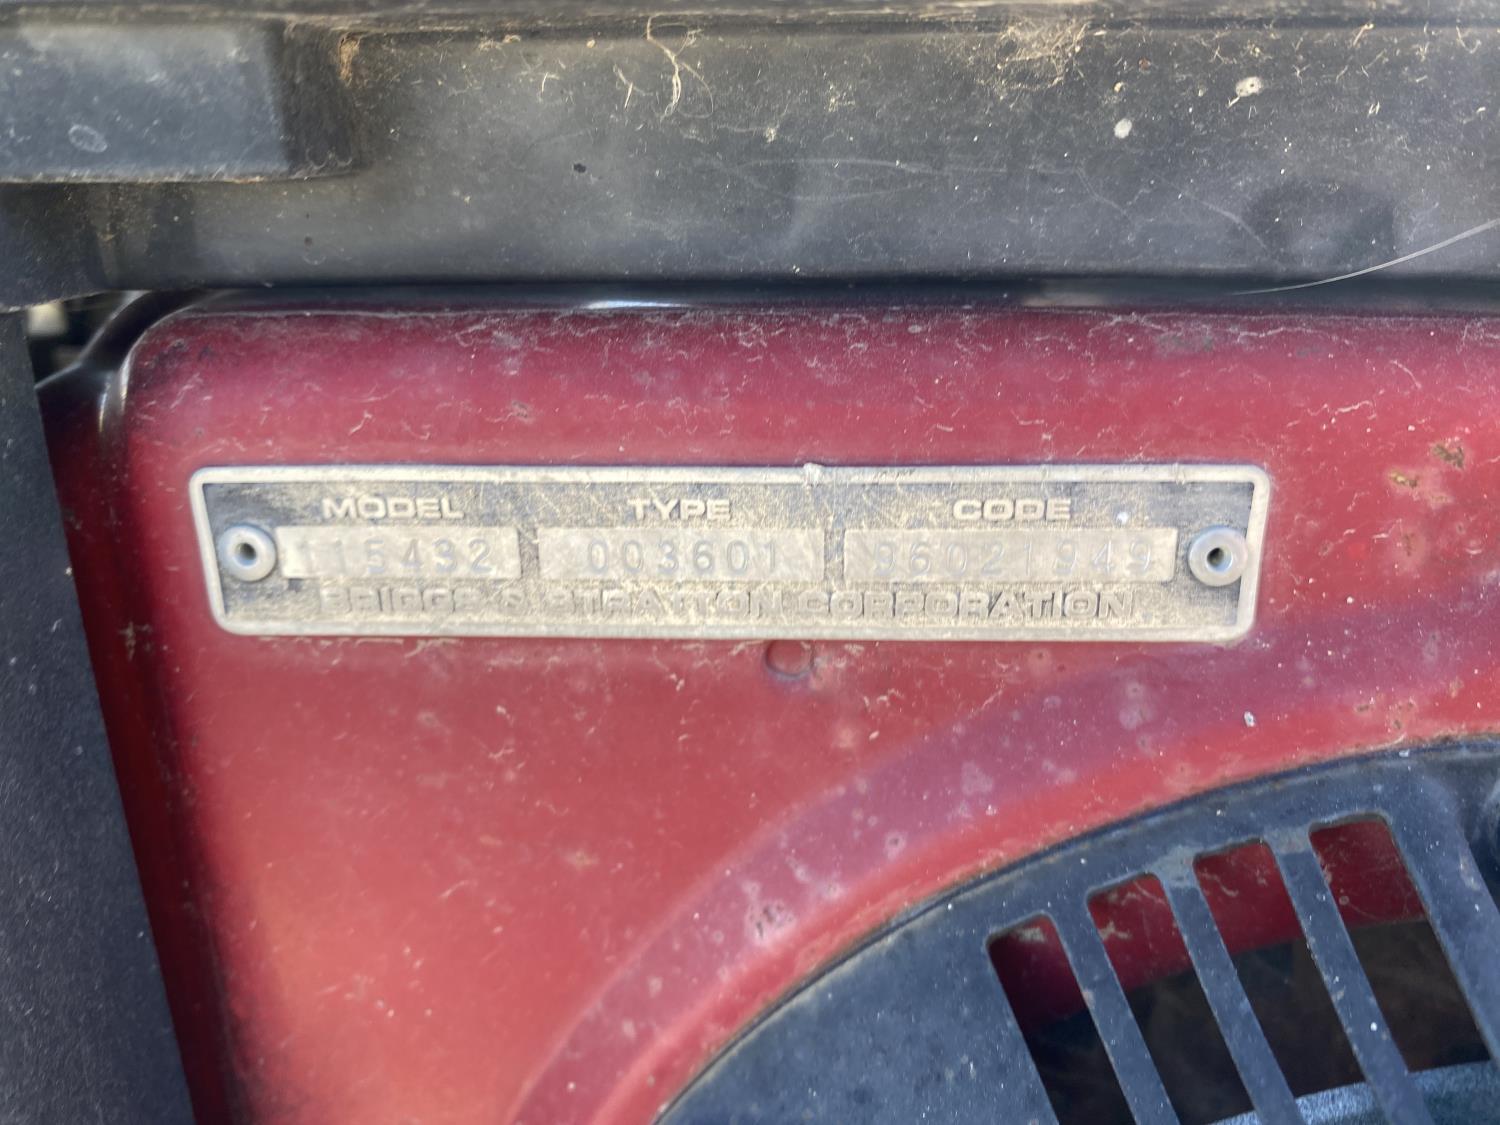 MODEL TYPE CODE
115432 003601 96021949
BRIGGS & STRATTON CORPORATION